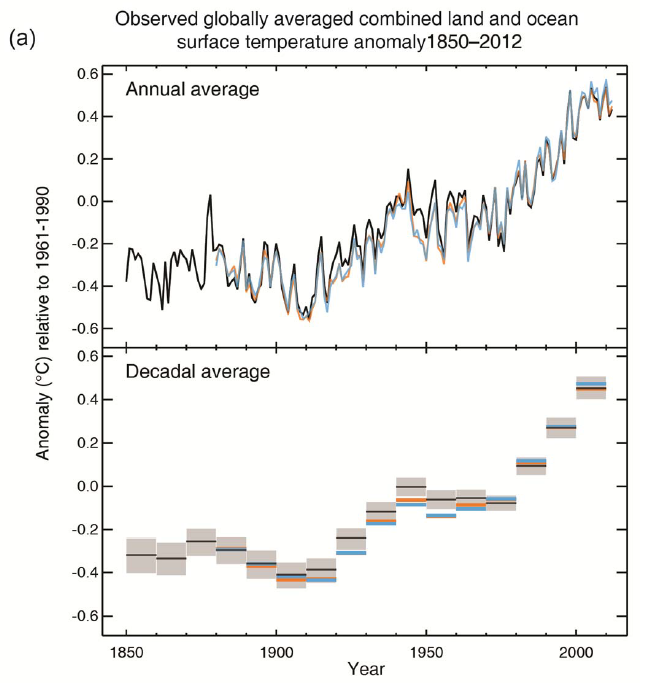 (a)
Observed globally averaged combined land and ocean
surface temperature anomaly1850–2012
Anomaly (°C) relative to 1961-1990
Annual average
0.6
0.4
0.2
0.0
-0.2
-0.4
-0.6
Decadal average
0.6
0.4
0.2
0.0
-0.2
-0.4
-0.6
1850 1900 1950 2000
Year